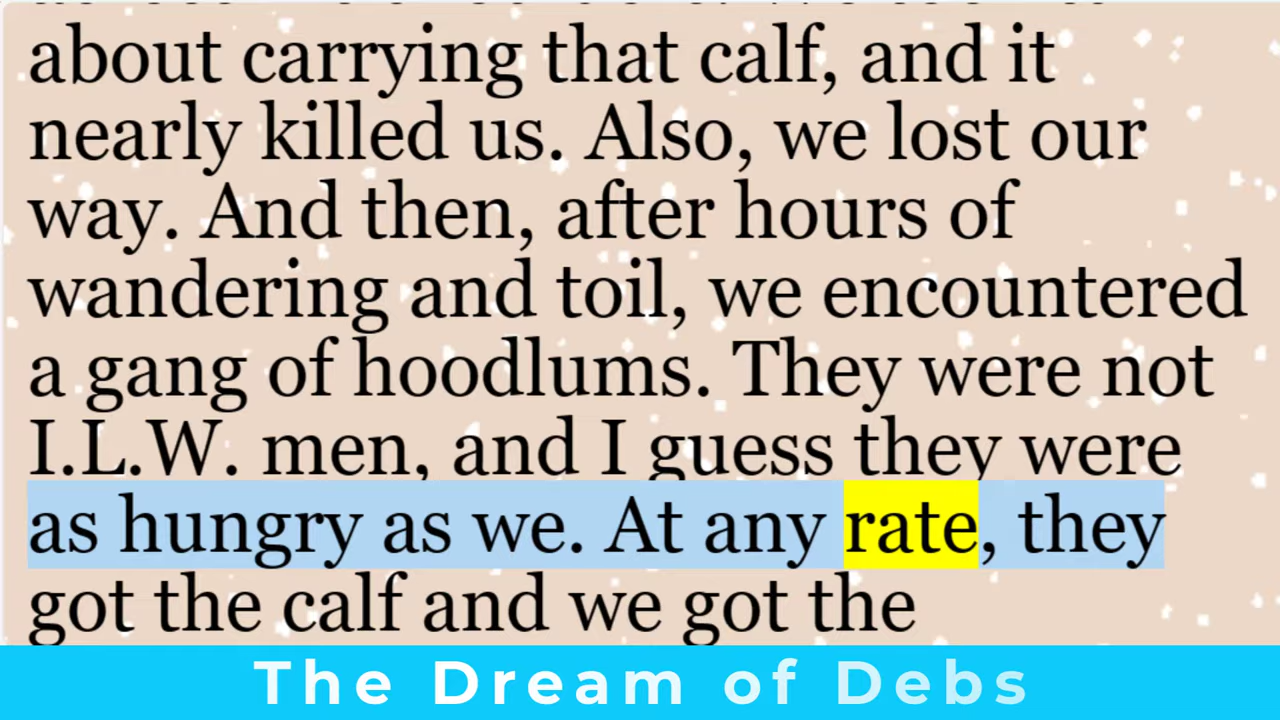 about carrying that calf, and it
nearly killed us. Also, we lost our
way. And then, after hours of
wandering and toil, we encountered
a gang of hoodlums. They were not
I.L.W. men, and I guess they were
as hungry as we. At any rate, they
got the calf and we got the
The Dream of Debs